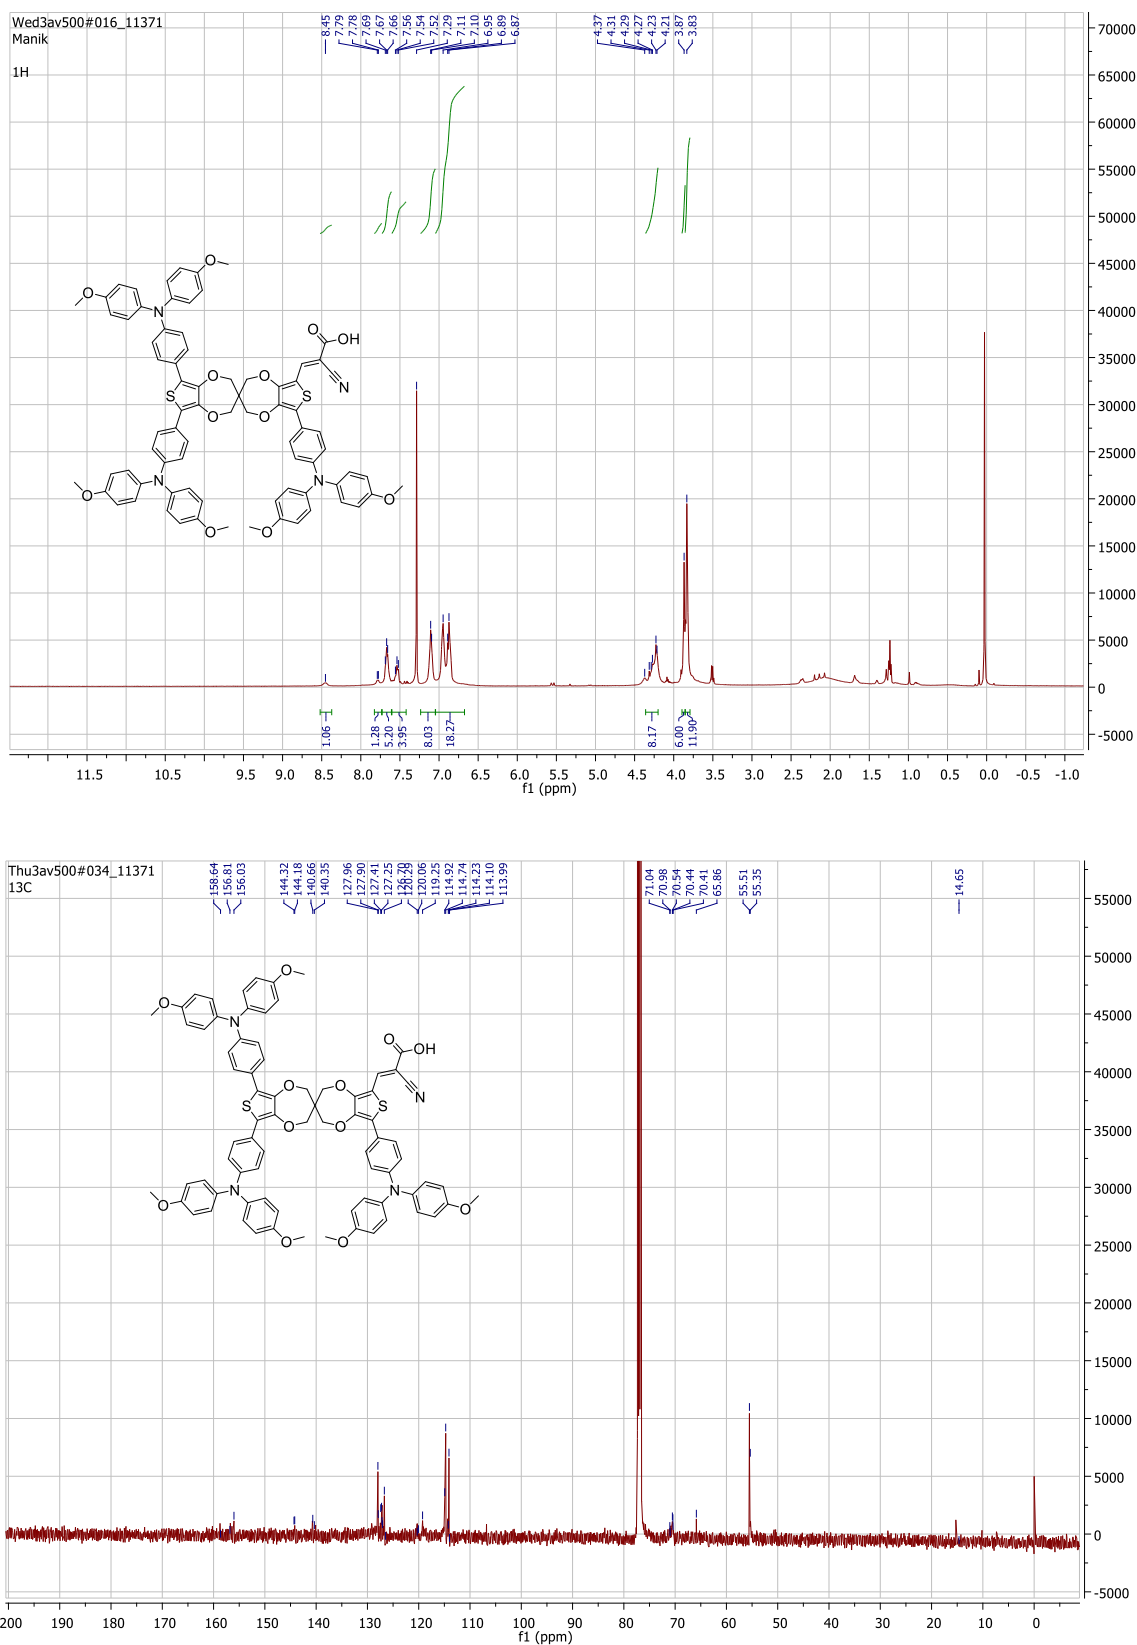 Wed3av500#016_11371
Manik
1H
8.45
7.79
7.78
7.69
7.67
7.66
7.56
7.54
7.52
7.29
7.11
7.10
6.95
6.89
6.87
4.37
4.31
4.29
4.27
4.23
4.21
3.87
3.83
70000
65000
60000
55000
50000
45000
40000
35000
30000
25000
20000
15000
10000
5000
0
-5000
O
O
N
O
OH
N
S
O
O
O
O
S
N
N
O
O
O
O
1.06
1.28
5.20
3.95
8.03
18.27
8.17
6.00
11.90
11.5 10.5 9.5 9.0 8.5 8.0 7.5 7.0 6.5 6.0 5.5 5.0 4.5 4.0 3.5 3.0 2.5 2.0 1.5 1.0 0.5 0.0 -0.5 -1.0
f1 (ppm)
Thu3av500#034_11371
13C
158.64
156.81
156.03
144.32
144.18
140.66
140.35
127.96
127.90
127.41
127.25
126.70
120.29
120.06
119.25
114.92
114.74
114.23
114.10
113.99
71.04
70.98
70.54
70.44
70.41
65.86
55.51
55.35
14.65
55000
50000
45000
40000
35000
30000
25000
20000
15000
10000
5000
0
-5000
O
O
N
O
OH
N
S
O
O
O
O
S
N
N
O
O
O
O
200 190 180 170 160 150 140 130 120 110 100 90 80 70 60 50 40 30 20 10 0
f1 (ppm)